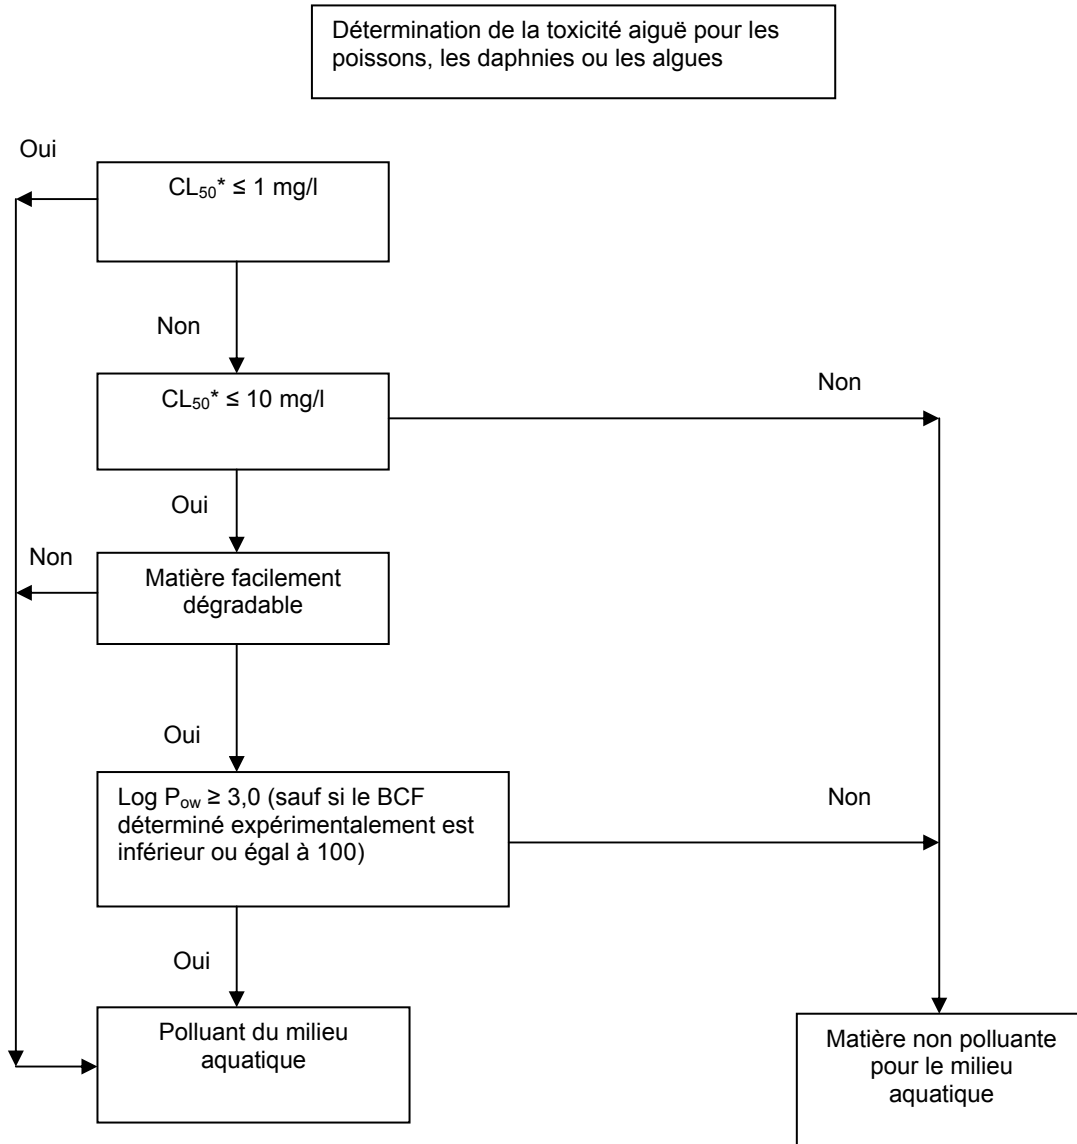 Détermination de la toxicité aiguë pour les
poissons, les daphnies ou les algues
Oui
CL₅₀* ≤ 1 mg/l
Non
CL₅₀* ≤ 10 mg/l
Non
Oui
Non
Matière facilement
dégradable
Oui
Log Pow ≥ 3,0 (sauf si le BCF
déterminé expérimentalement est
inférieur ou égal à 100)
Non
Oui
Polluant du milieu
aquatique
Matière non polluante
pour le milieu
aquatique